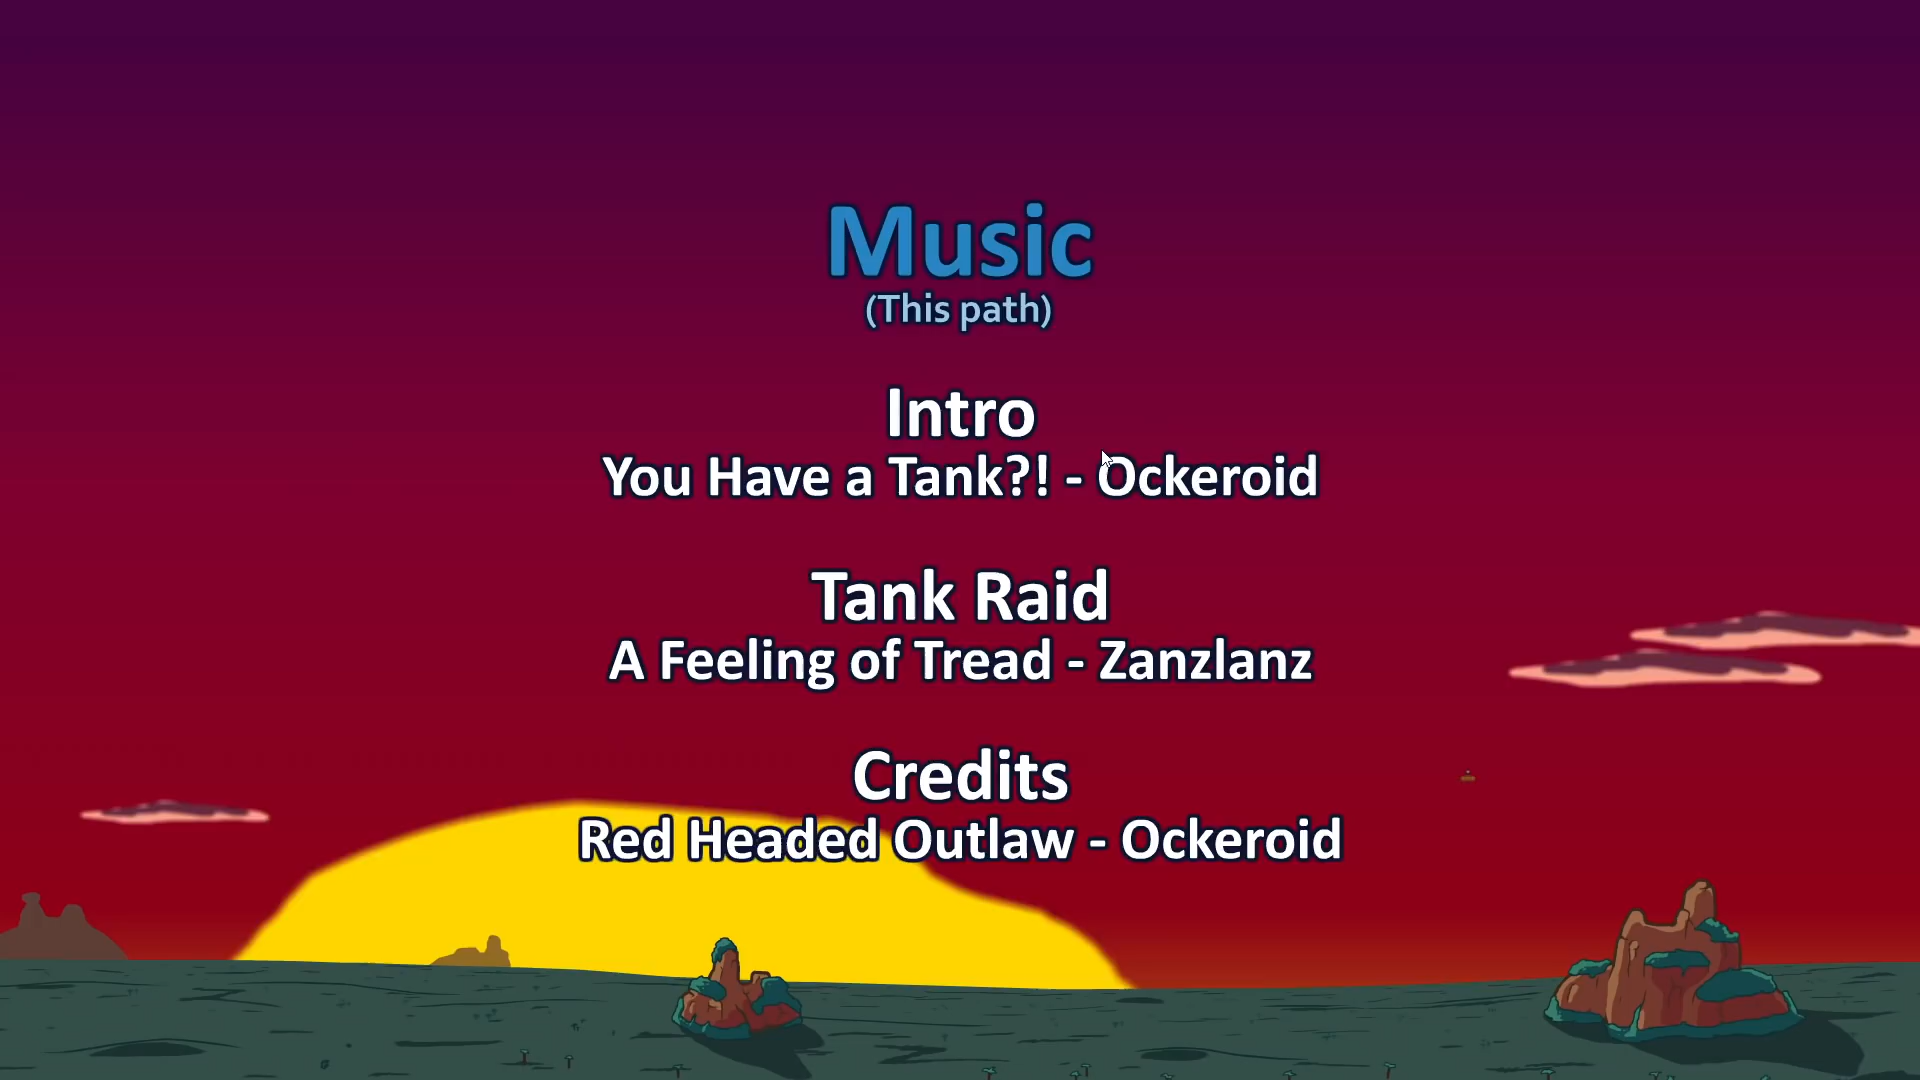 Music
(This path)
Intro
You Have a Tank?! - Ockeroid
Tank Raid
A Feeling of Tread - Zanzlanz
Credits
Red Headed Outlaw - Ockeroid